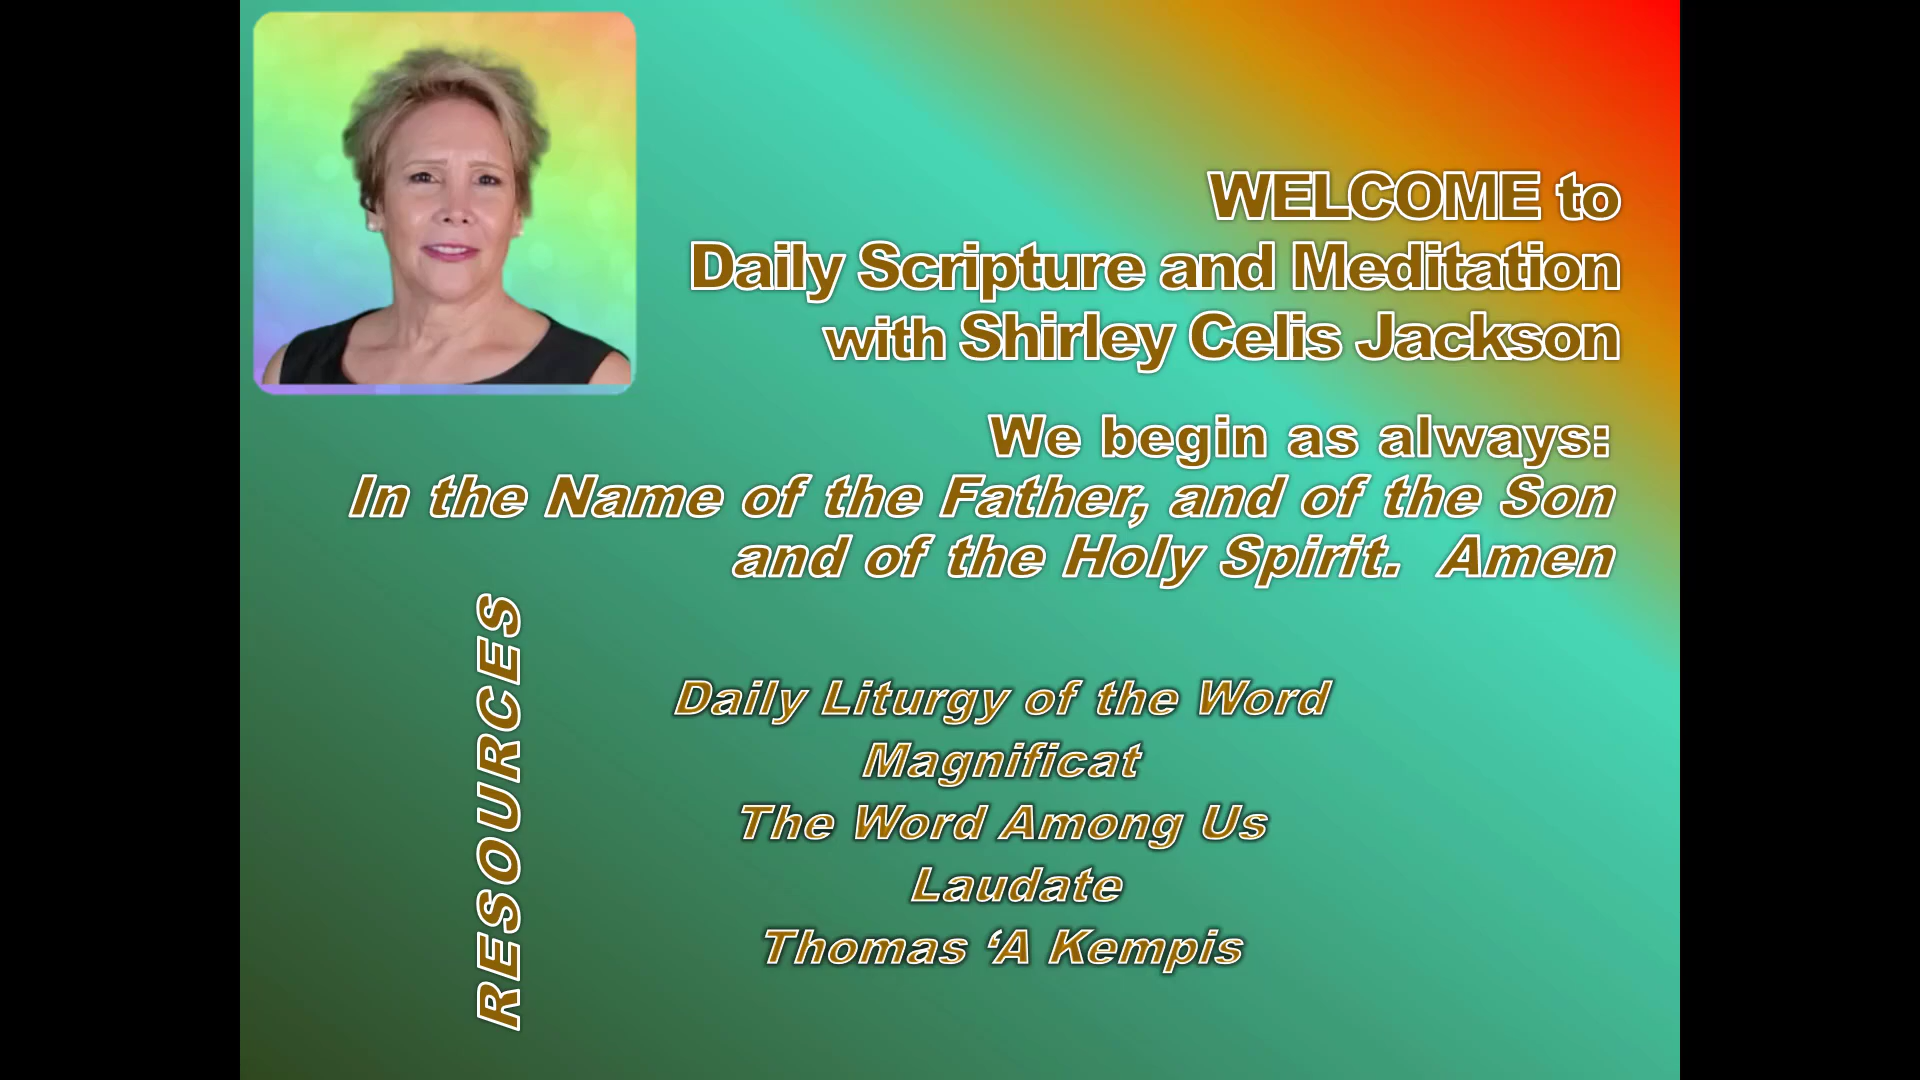 WELCOME to
Daily Scripture and Meditation
with Shirley Celis Jackson
We begin as always:
In the Name of the Father, and of the Son
and of the Holy Spirit.  Amen
RESOURCES
Daily Liturgy of the Word
Magnificat
The Word Among Us
Laudate
Thomas ‘A Kempis